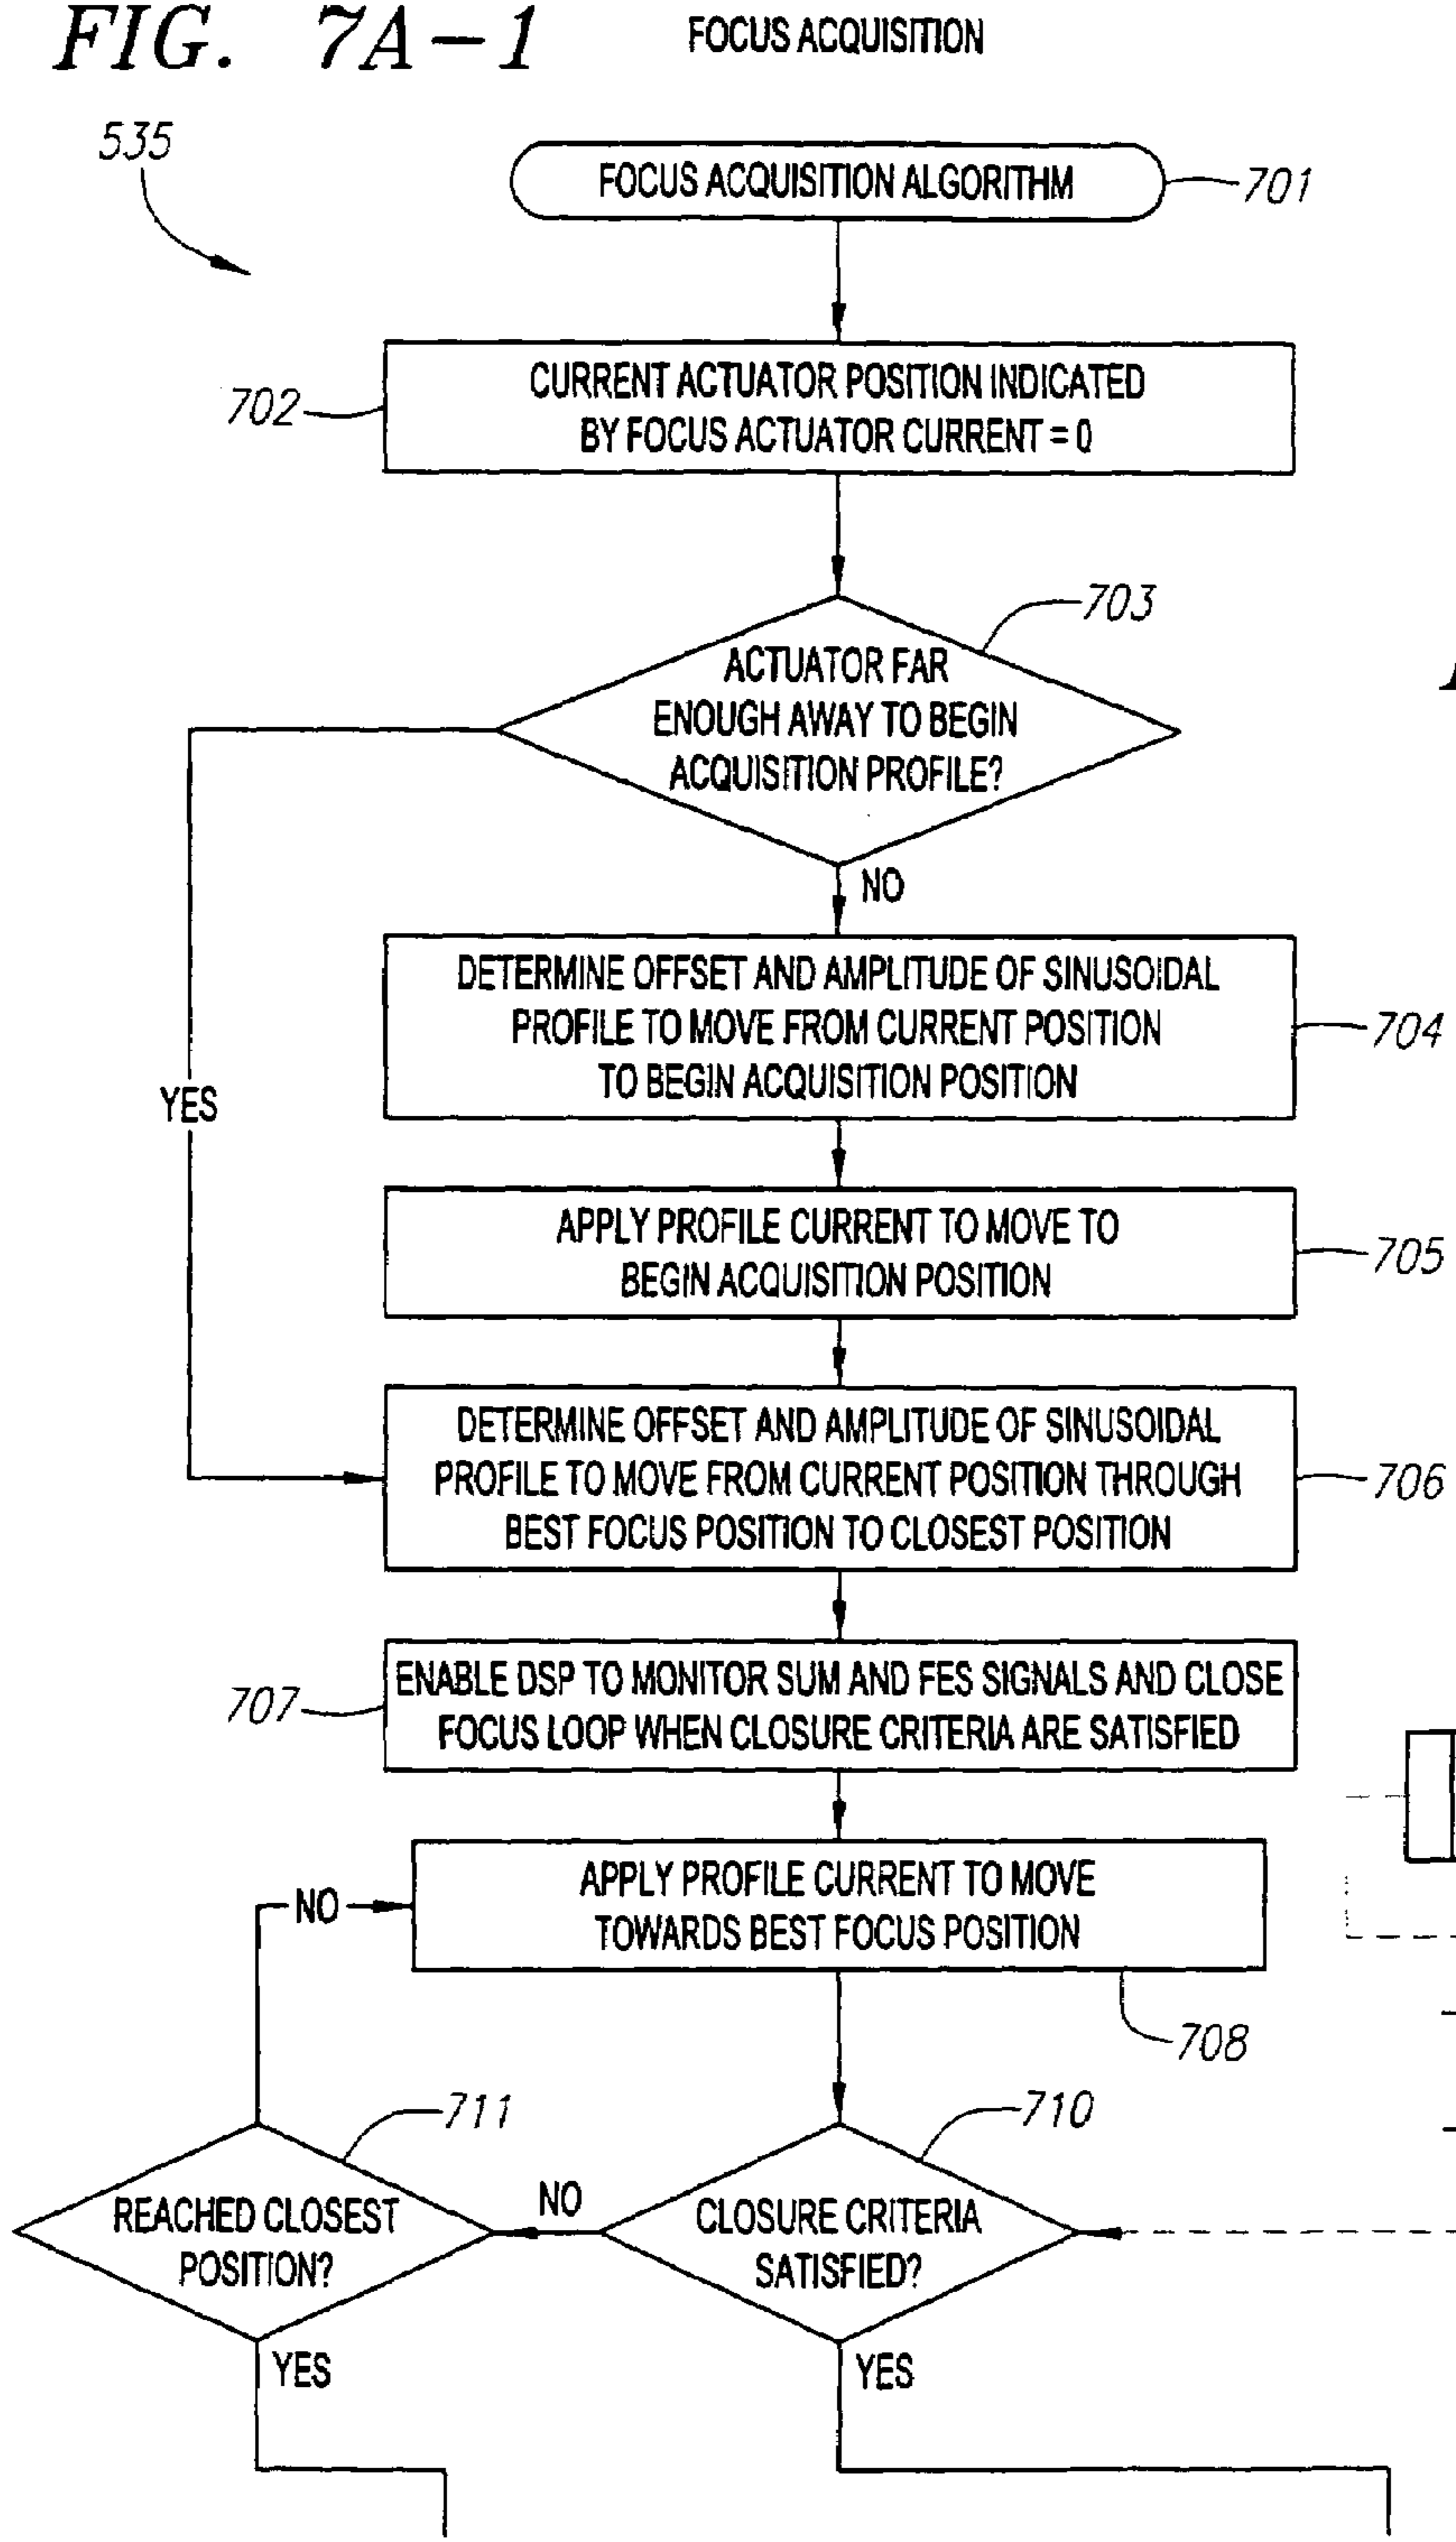 FIG. 7A-1
FOCUS ACQUISITION
535
FOCUS ACQUISITION ALGORITHM
701
CURRENT ACTUATOR POSITION INDICATED
BY FOCUS ACTUATOR CURRENT = 0
702
703
ACTUATOR FAR
ENOUGH AWAY TO BEGIN
ACQUISITION PROFILE?
NO
YES
DETERMINE OFFSET AND AMPLITUDE OF SINUSOIDAL
PROFILE TO MOVE FROM CURRENT POSITION
TO BEGIN ACQUISITION POSITION
704
APPLY PROFILE CURRENT TO MOVE TO
BEGIN ACQUISITION POSITION
705
DETERMINE OFFSET AND AMPLITUDE OF SINUSOIDAL
PROFILE TO MOVE FROM CURRENT POSITION THROUGH
BEST FOCUS POSITION TO CLOSEST POSITION
706
ENABLE DSP TO MONITOR SUM AND FES SIGNALS AND CLOSE
FOCUS LOOP WHEN CLOSURE CRITERIA ARE SATISFIED
707
APPLY PROFILE CURRENT TO MOVE
TOWARDS BEST FOCUS POSITION
NO
708
711
710
REACHED CLOSEST
POSITION?
NO
CLOSURE CRITERIA
SATISFIED?
YES
YES